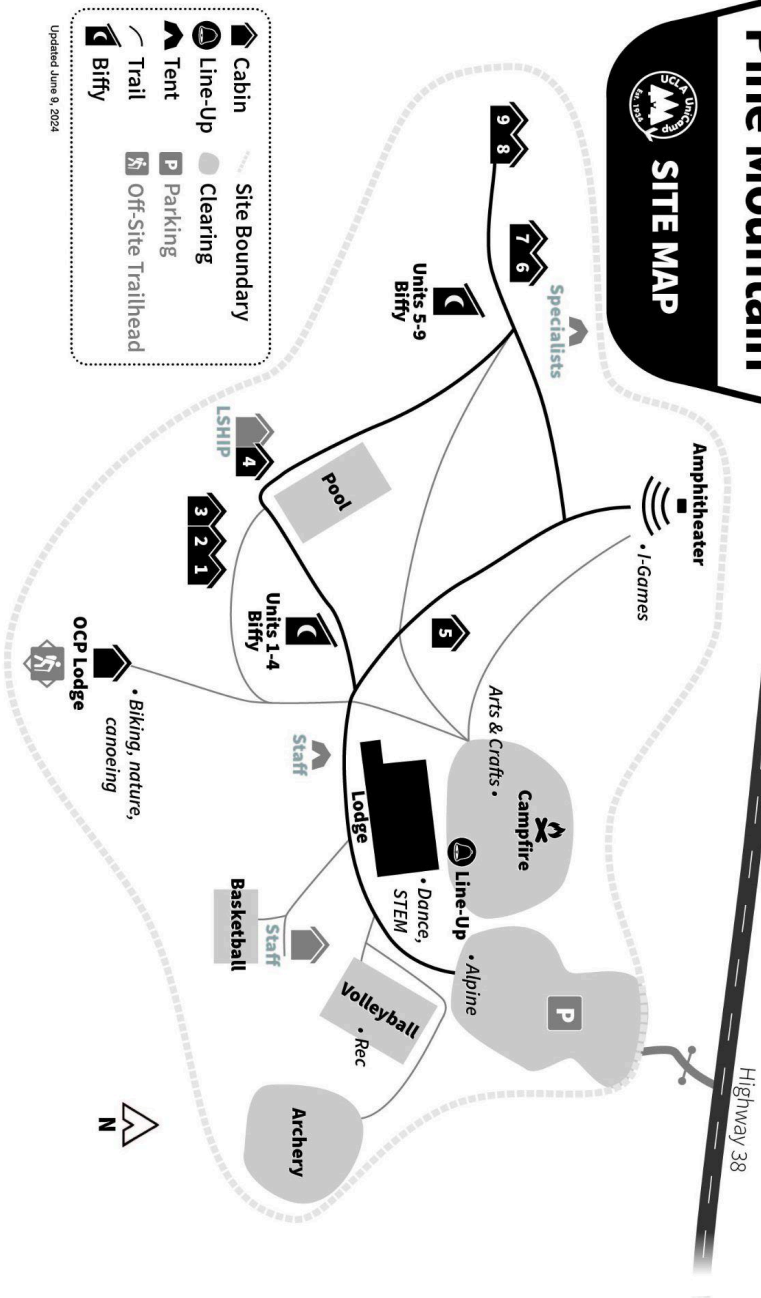 Pine Mountain
UCLA UniCamp
EST. 1934
SITE MAP
Highway 38
Amphitheater
• I-Games
Specialists
P
Campfire
Arts & Crafts •
Line-Up
• Alpine
• Dance,
STEM
Lodge
9 8
7 6
5
Units 5-9
Biffy
Pool
Volleyball
• Rec
Archery
LSHIP
4
3 2 1
Units 1-4
Biffy
Staff
Staff
Basketball
• Biking, nature,
canoeing
OCP Lodge
N
Cabin
Line-Up
Tent
Trail
Biffy
Site Boundary
Clearing
P Parking
Off-Site Trailhead
Updated June 9, 2024